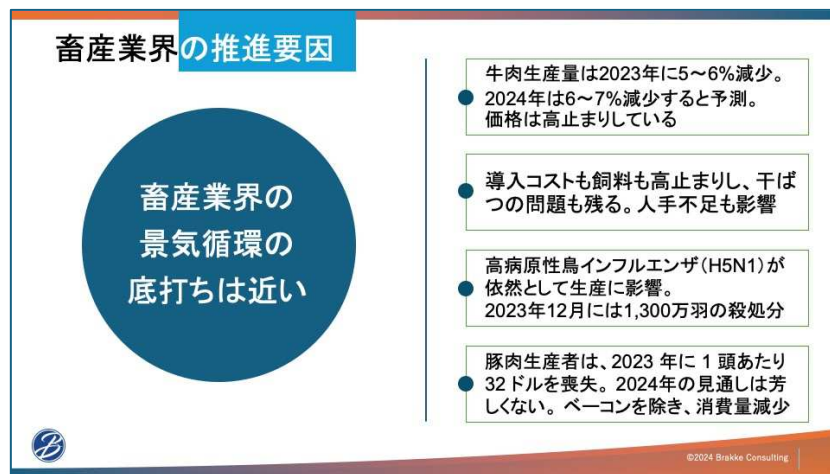 畜産業界の推進要因
畜産業界の
景気循環の
底打ちは近い
牛肉生産量は2023年に5〜6%減少。
2024年は6〜7%減少すると予測。
価格は高止まりしている
導入コストも飼料も高止まりし、干ば
つの問題も残る。人手不足も影響
高病原性鳥インフルエンザ(H5N1)が
依然として生産に影響。
2023年12月には1,300万羽の殺処分
豚肉生産者は、2023 年に 1 頭あたり
32ドルを喪失。2024年の見通しは芳
しくない。ベーコンを除き、消費量減少
B
©2024 Brakke Consulting